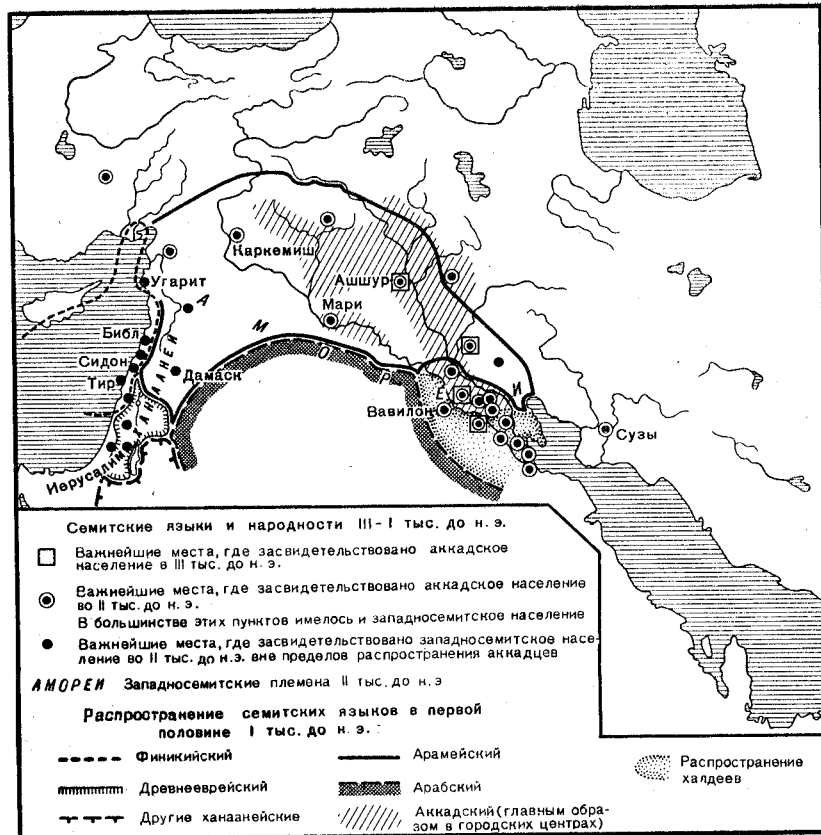 Каркемиш
Угарит
Ашшур
Мари
АМОРЕИ
Библ
ХАНААНЕИ
Сидон
Дамаск
Тир
Вавилон
Сузы
Иерусалим
Семитские языки и народности III-I тыс. до н. э.
Важнейшие места, где засвидетельствовано аккадское
население в III тыс. до н. э.
Важнейшие места, где засвидетельствовано аккадское население
во II тыс. до н. э.
В большинстве этих пунктов имелось и западносемитское население
Важнейшие места, где засвидетельствовано западносемитское насе-
ление во II тыс. до н.э. вне пределов распространения аккадцев
АМОРЕИ Западносемитские племена II тыс. до н. э
Распространение семитских языков в первой
половине I тыс. до н. э. :
Финикийский
Древнееврейский
Другие ханаанейские
Арамейский
Арабский
Аккадский (главным обра-
зом в городских центрах)
Распространение
халдеев